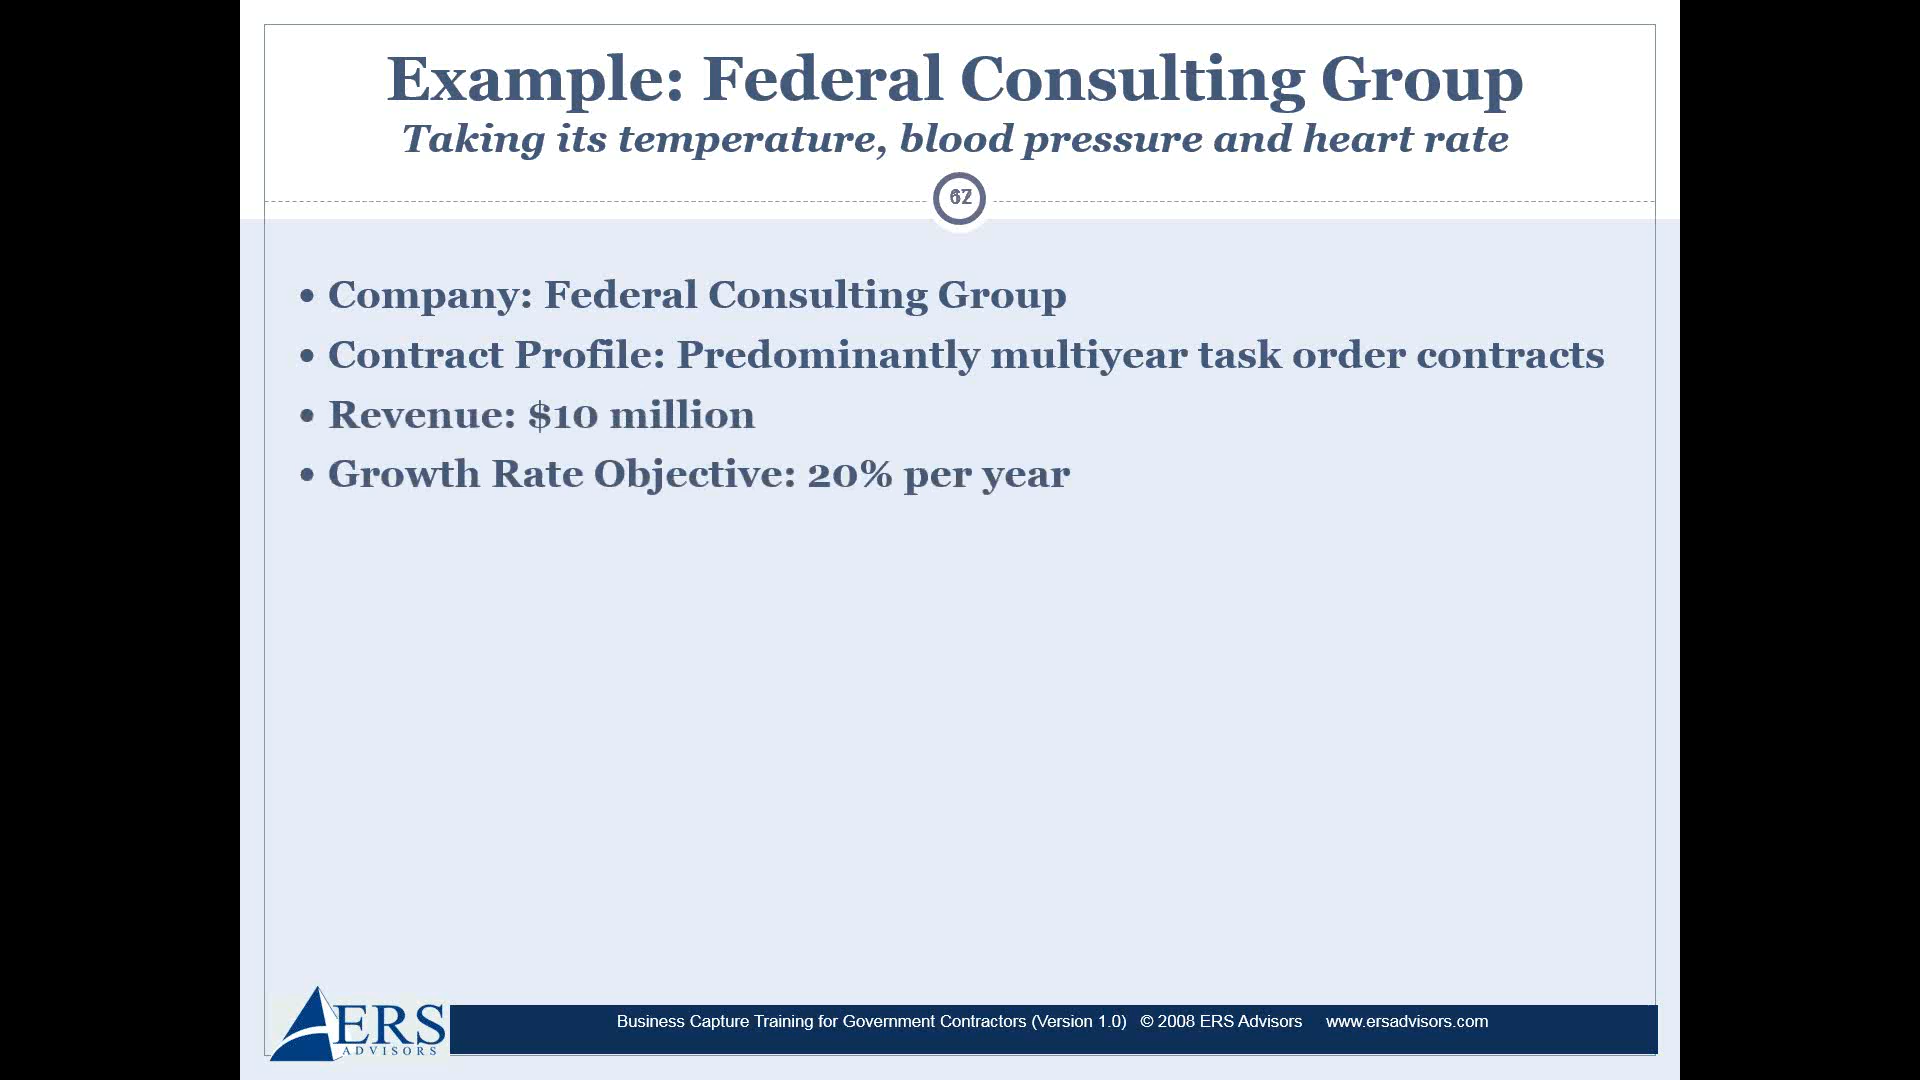 Example: Federal Consulting Group
Taking its temperature, blood pressure and heart rate
• Company: Federal Consulting Group
• Contract Profile: Predominantly multiyear task order contracts
• Revenue: $10 million
• Growth Rate Objective: 20% per year
ERS
ADVISORS
Business Capture Training for Government Contractors (Version 1.0) © 2008 ERS Advisors www.ersadvisors.com